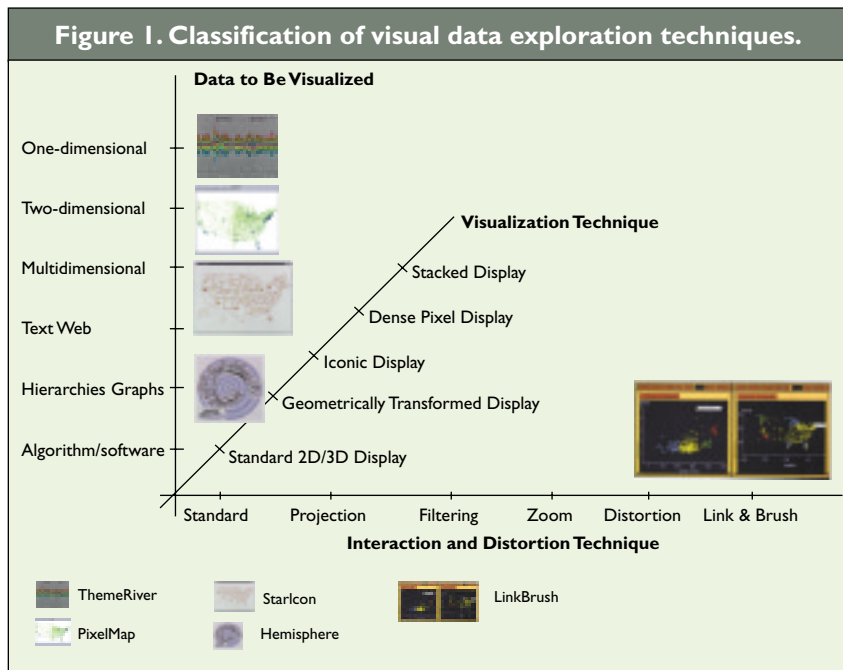 Figure 1. Classification of visual data exploration techniques.
Data to Be Visualized
One-dimensional
Two-dimensional
Visualization Technique
Multidimensional
Stacked Display
Dense Pixel Display
Text Web
Iconic Display
Hierarchies Graphs
Geometrically Transformed Display
Algorithm/software
Standard 2D/3D Display
Standard Projection Filtering Zoom Distortion Link & Brush
Interaction and Distortion Technique
ThemeRiver StarIcon LinkBrush
PixelMap Hemisphere